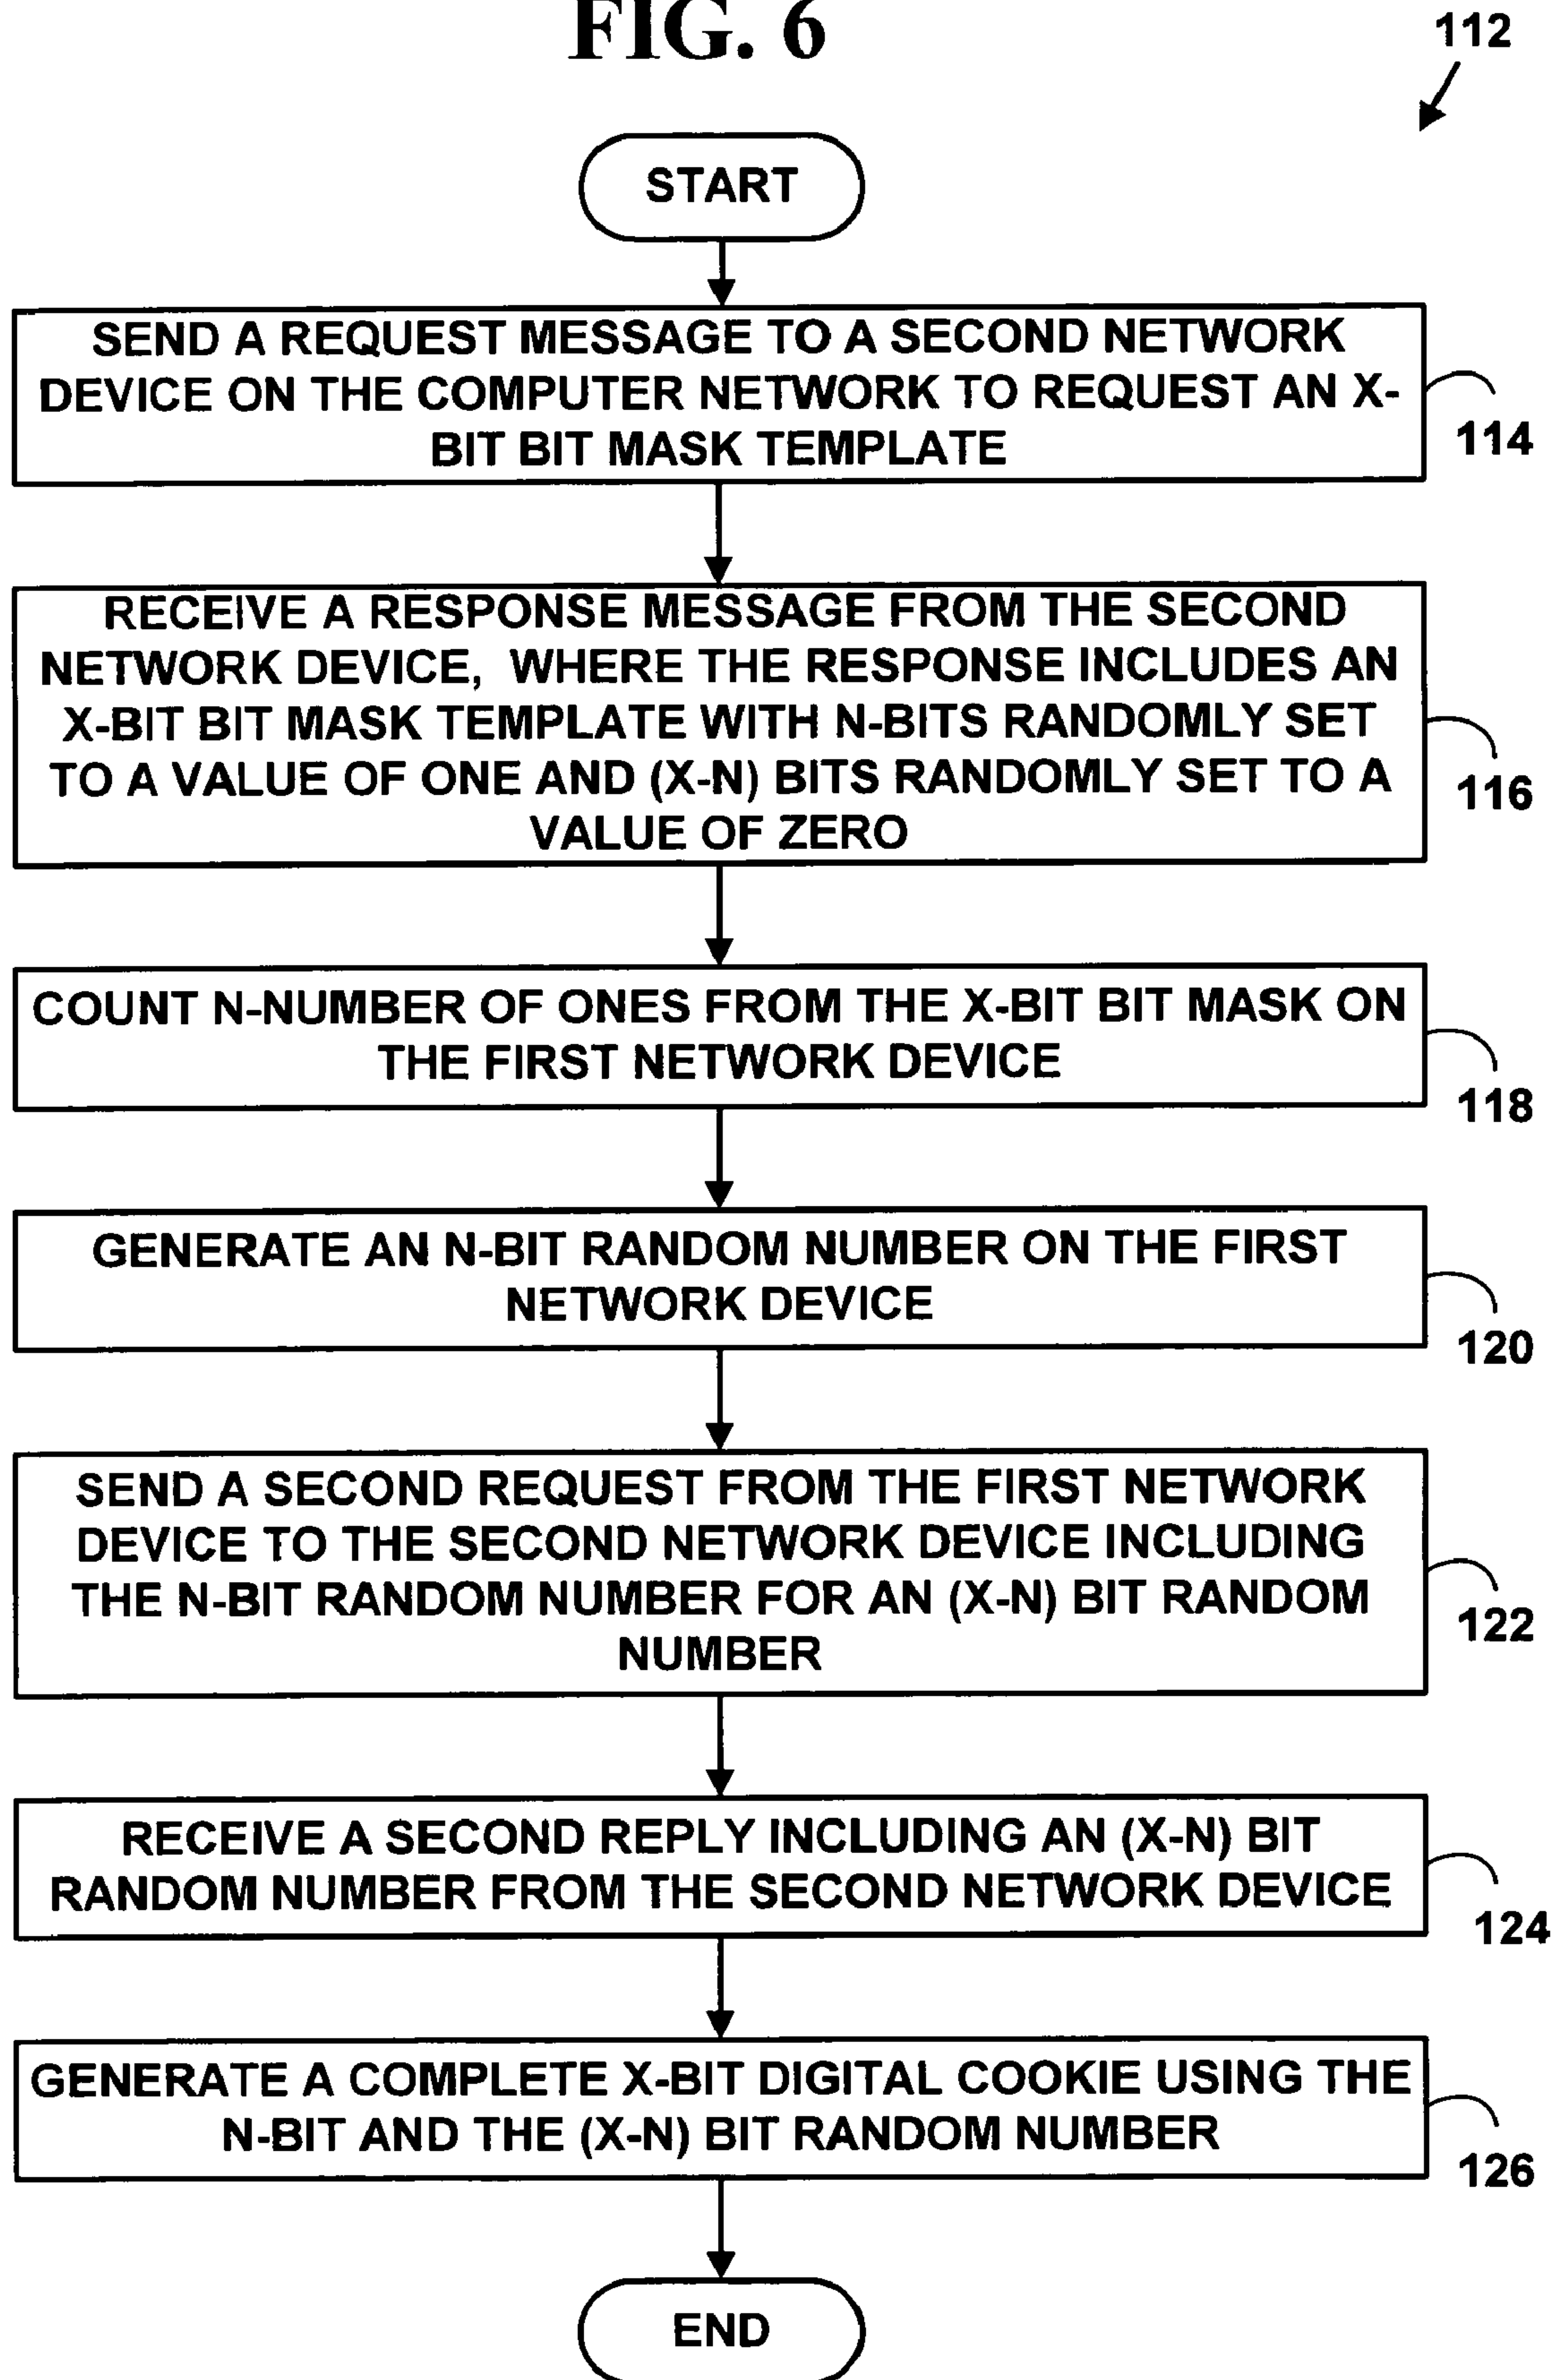 FIG. 6
112
START
SEND A REQUEST MESSAGE TO A SECOND NETWORK
DEVICE ON THE COMPUTER NETWORK TO REQUEST AN X-
BIT BIT MASK TEMPLATE
114
RECEIVE A RESPONSE MESSAGE FROM THE SECOND
NETWORK DEVICE, WHERE THE RESPONSE INCLUDES AN
X-BIT BIT MASK TEMPLATE WITH N-BITS RANDOMLY SET
TO A VALUE OF ONE AND (X-N) BITS RANDOMLY SET TO A
VALUE OF ZERO
116
COUNT N-NUMBER OF ONES FROM THE X-BIT BIT MASK ON
THE FIRST NETWORK DEVICE
118
GENERATE AN N-BIT RANDOM NUMBER ON THE FIRST
NETWORK DEVICE
120
SEND A SECOND REQUEST FROM THE FIRST NETWORK
DEVICE TO THE SECOND NETWORK DEVICE INCLUDING
THE N-BIT RANDOM NUMBER FOR AN (X-N) BIT RANDOM
NUMBER
122
RECEIVE A SECOND REPLY INCLUDING AN (X-N) BIT
RANDOM NUMBER FROM THE SECOND NETWORK DEVICE
124
GENERATE A COMPLETE X-BIT DIGITAL COOKIE USING THE
N-BIT AND THE (X-N) BIT RANDOM NUMBER
126
END